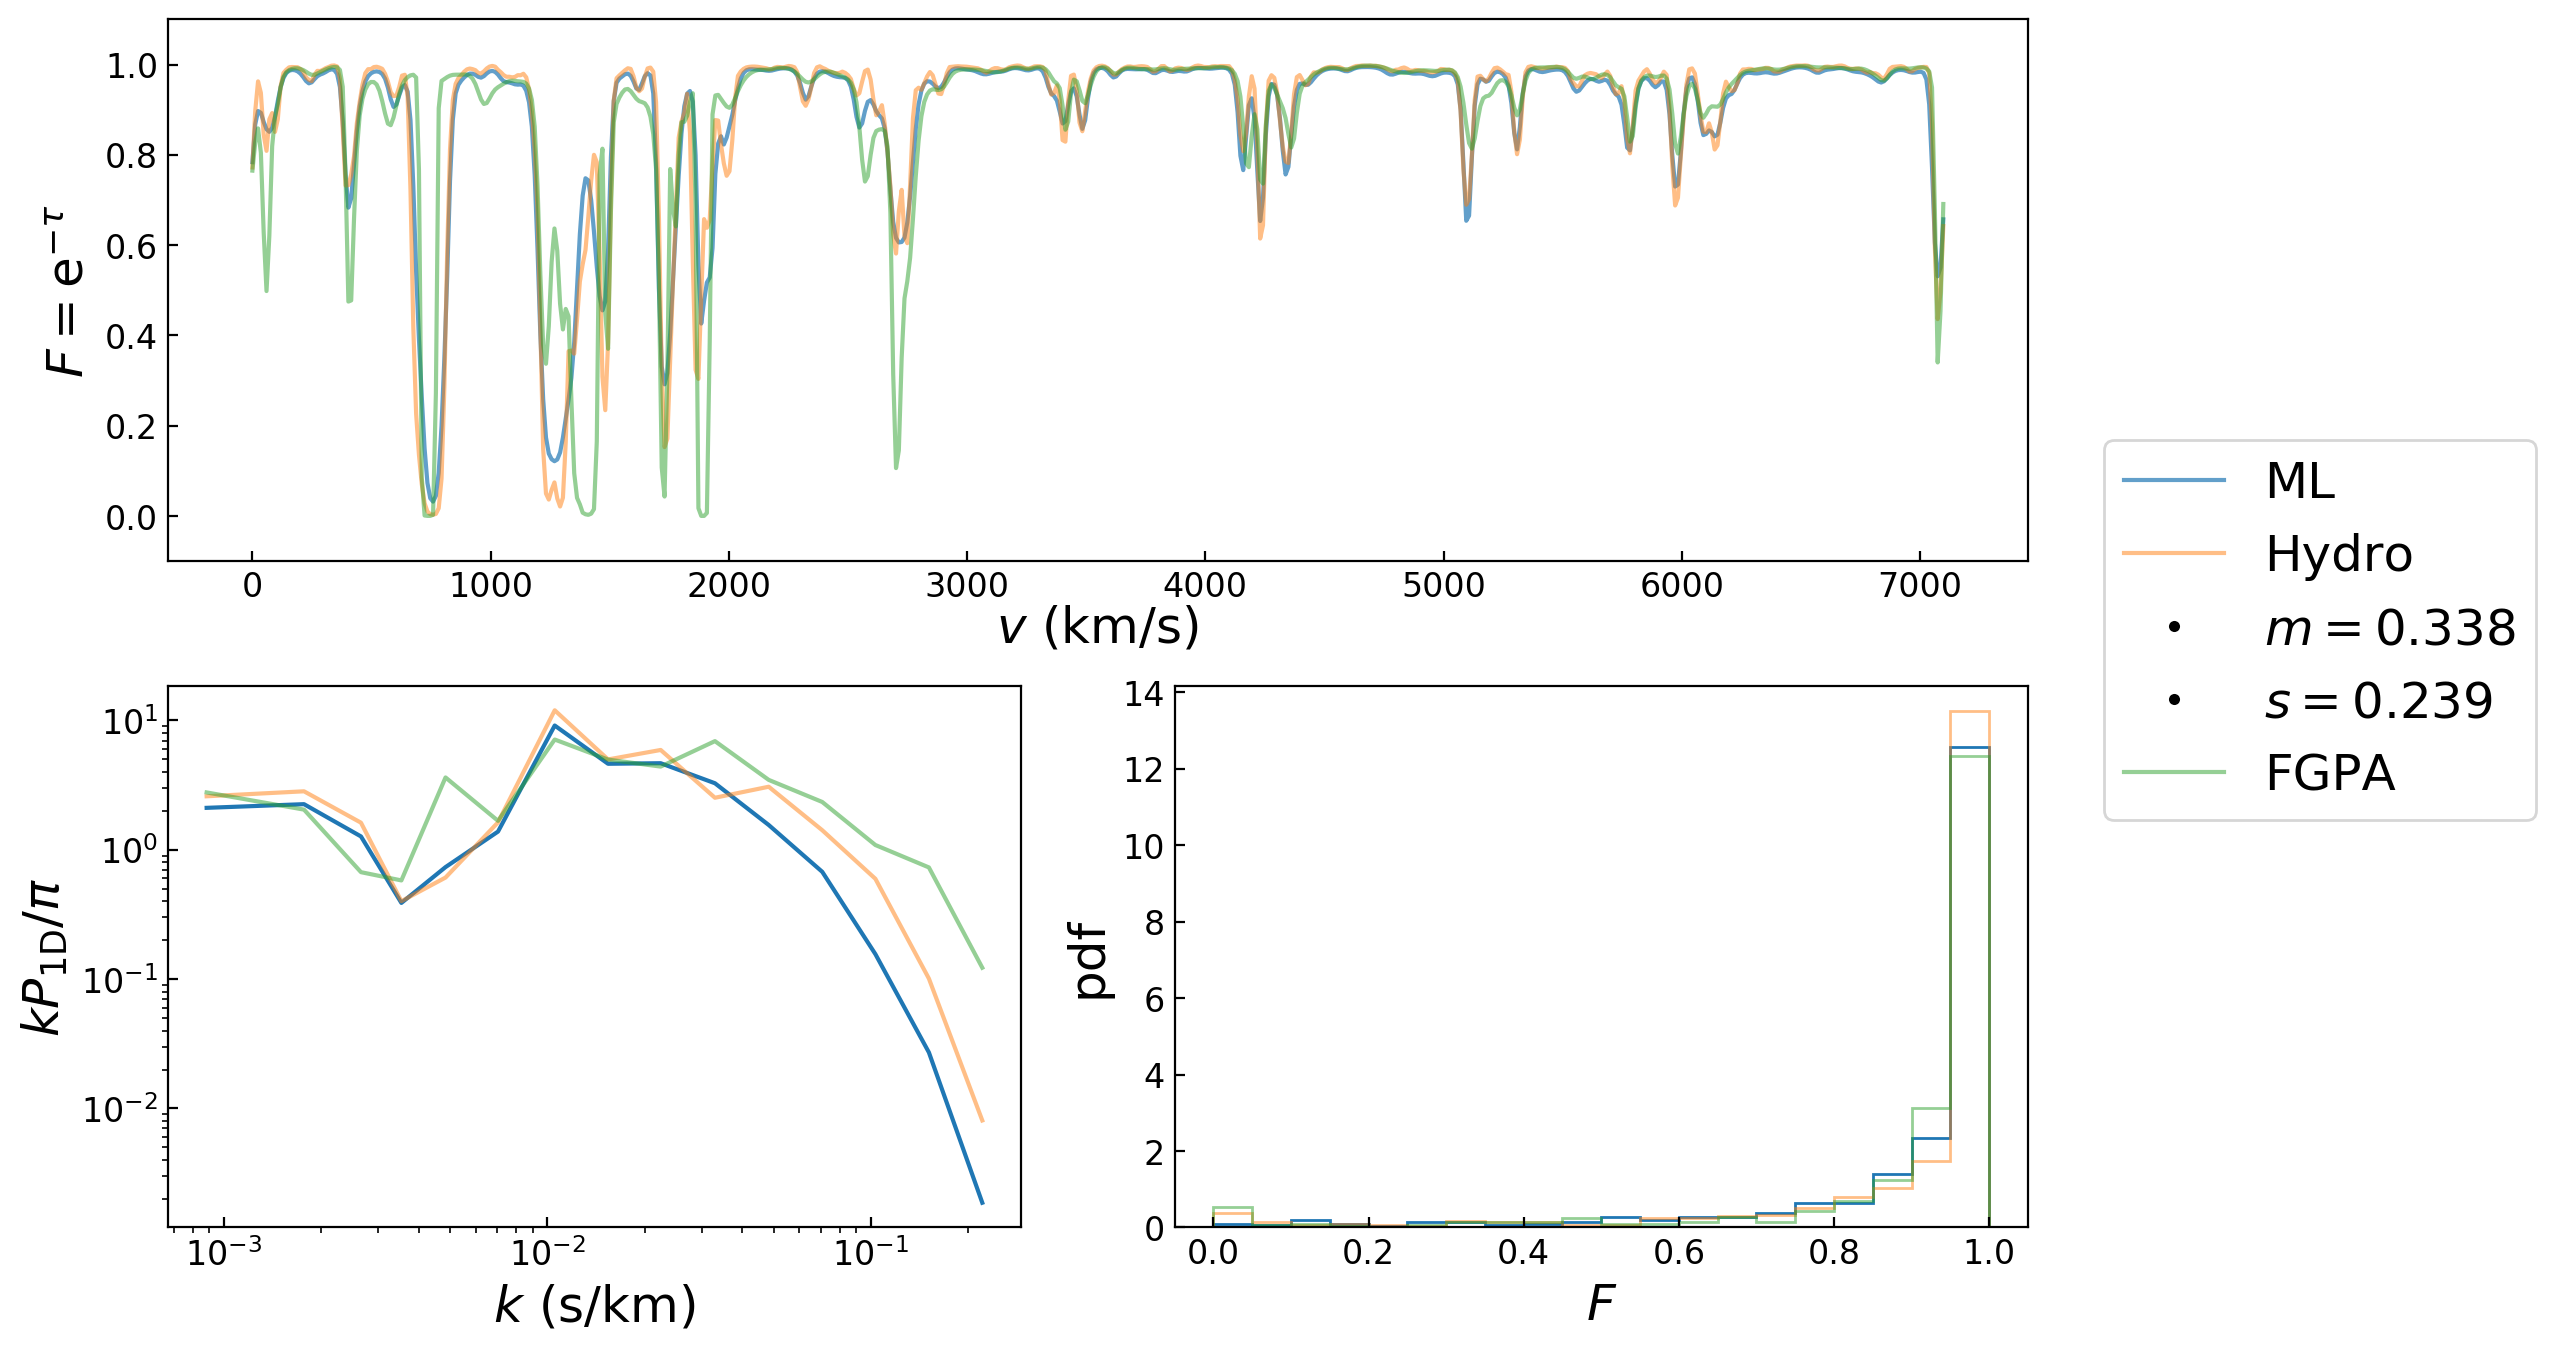 1.0
0.8
0.6
0.4
0.2
0.0
F = e^{−τ}
0 1000 2000 3000 4000 5000 6000 7000
v (km/s)
ML
Hydro
m = 0.338
s = 0.239
FGPA
10^1
10^0
10^{−1}
10^{−2}
kP_{1D}/π
10^{−3} 10^{−2} 10^{−1}
k (s/km)
14
12
10
8
6
4
2
0
pdf
0.0 0.2 0.4 0.6 0.8 1.0
F